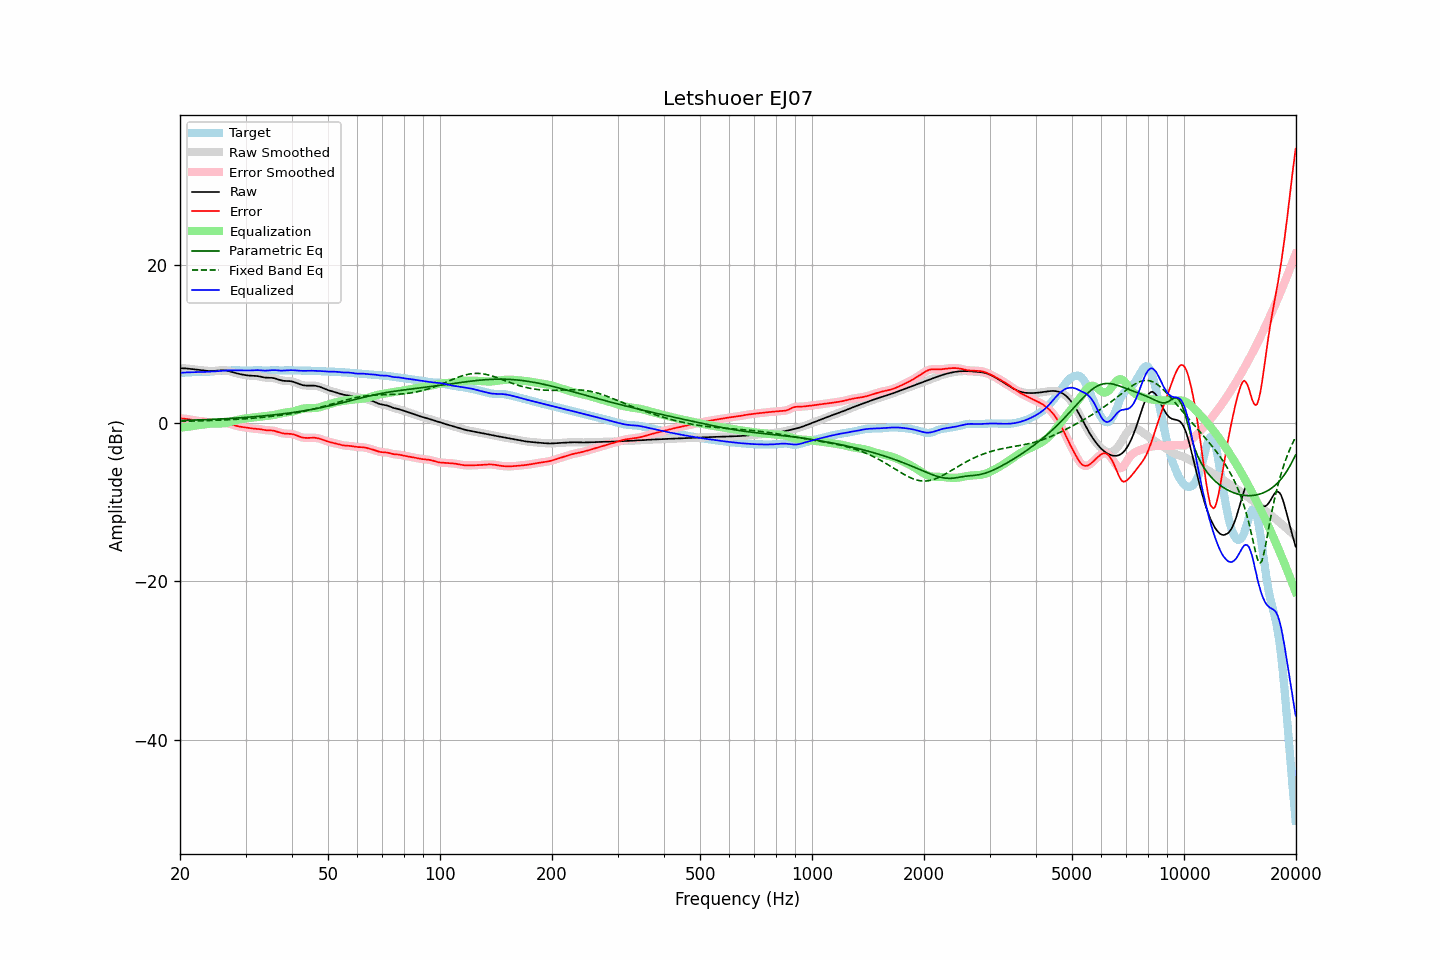 Letshuoer EJ07
Target
Raw Smoothed
Error Smoothed
Raw
Error
Equalization
Parametric Eq
Fixed Band Eq
Equalized
20
0
−20
−40
Amplitude (dBr)
20 50 100 200 500 1000 2000 5000 10000 20000
Frequency (Hz)